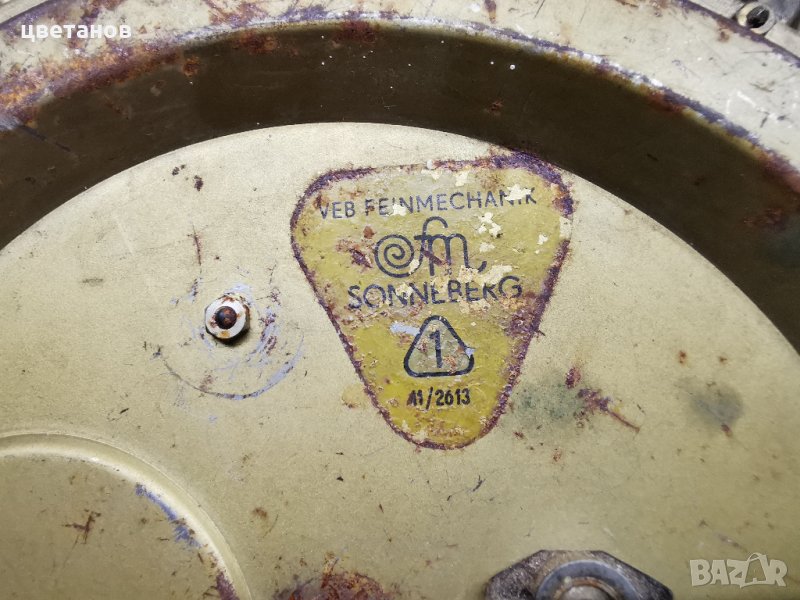 цветанов
VEB FEINMECHANIK
efm
SONNEBERG
1
41/2613
BAZAR